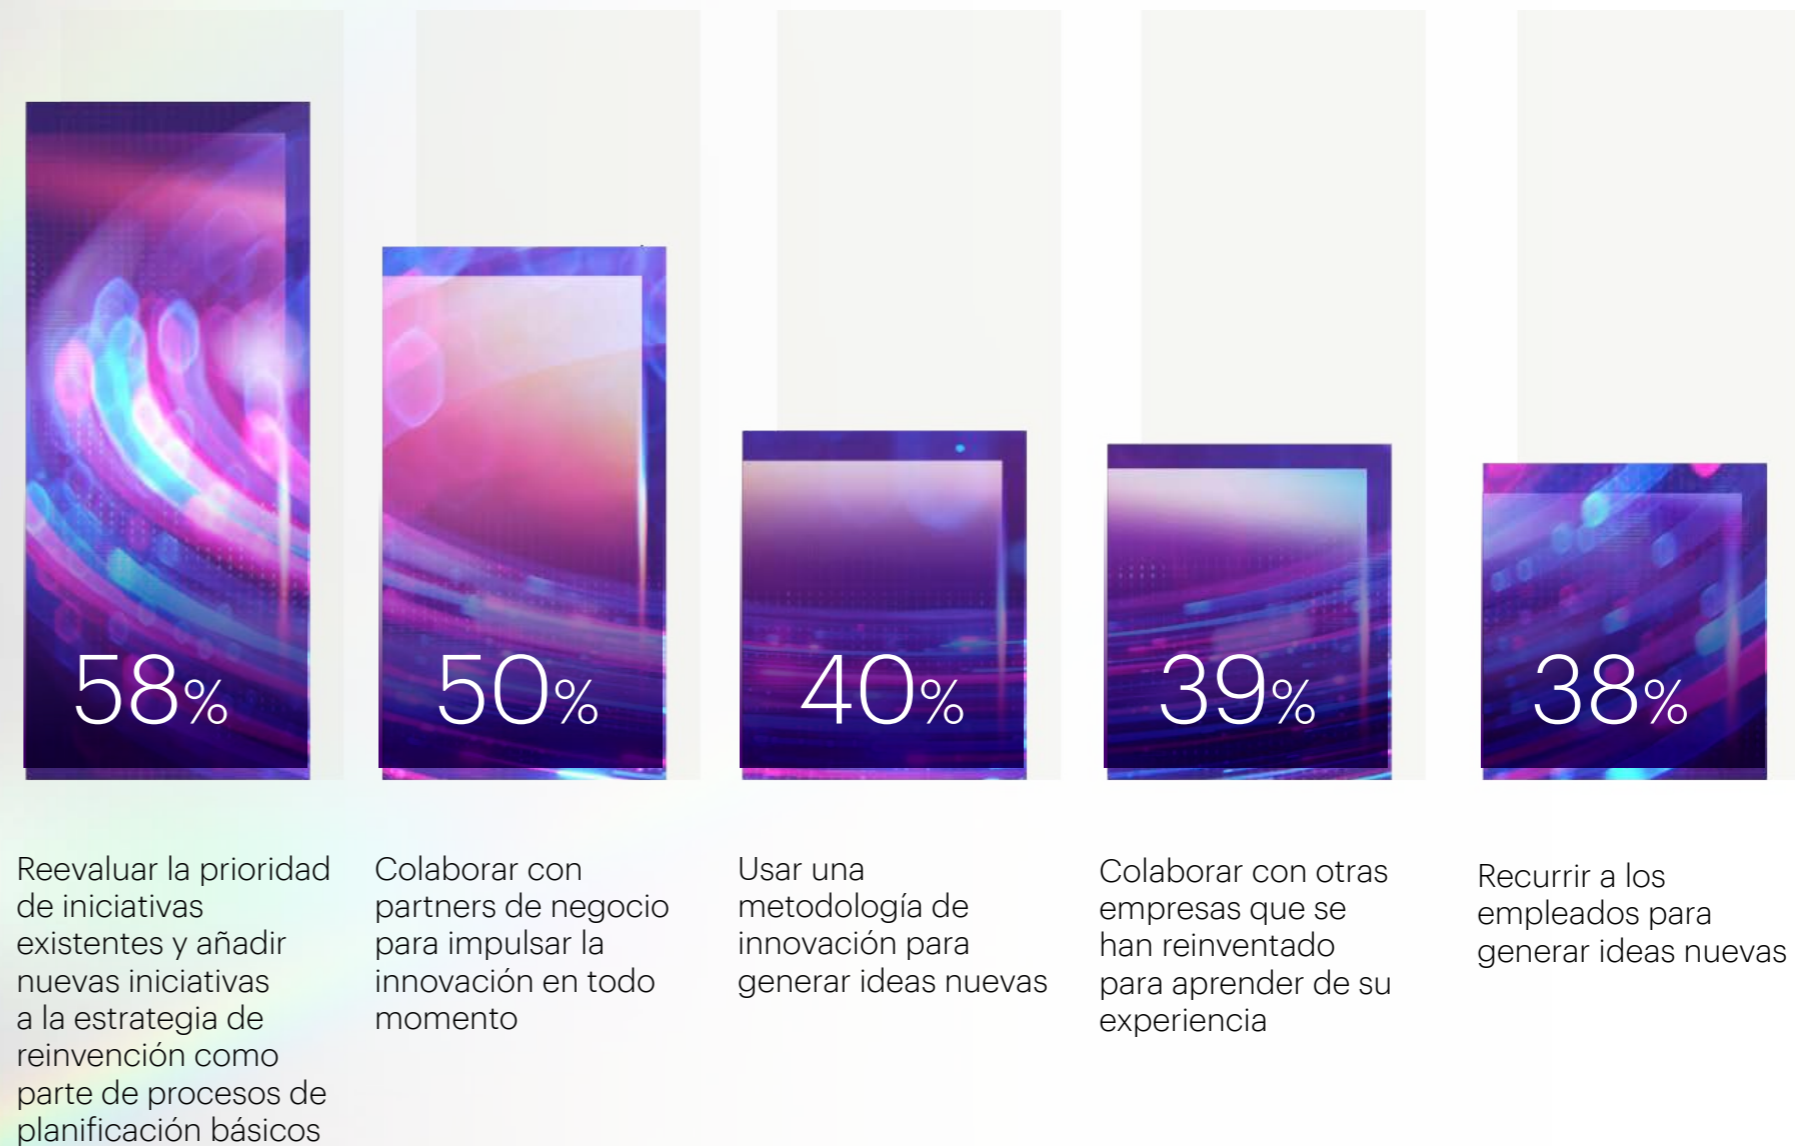 58%
50%
40%
39%
38%
Reevaluar la prioridad
de iniciativas
existentes y añadir
nuevas iniciativas
a la estrategia de
reinvención como
parte de procesos de
planificación básicos
Colaborar con
partners de negocio
para impulsar la
innovación en todo
momento
Usar una
metodología de
innovación para
generar ideas nuevas
Colaborar con otras
empresas que se
han reinventado
para aprender de su
experiencia
Recurrir a los
empleados para
generar ideas nuevas